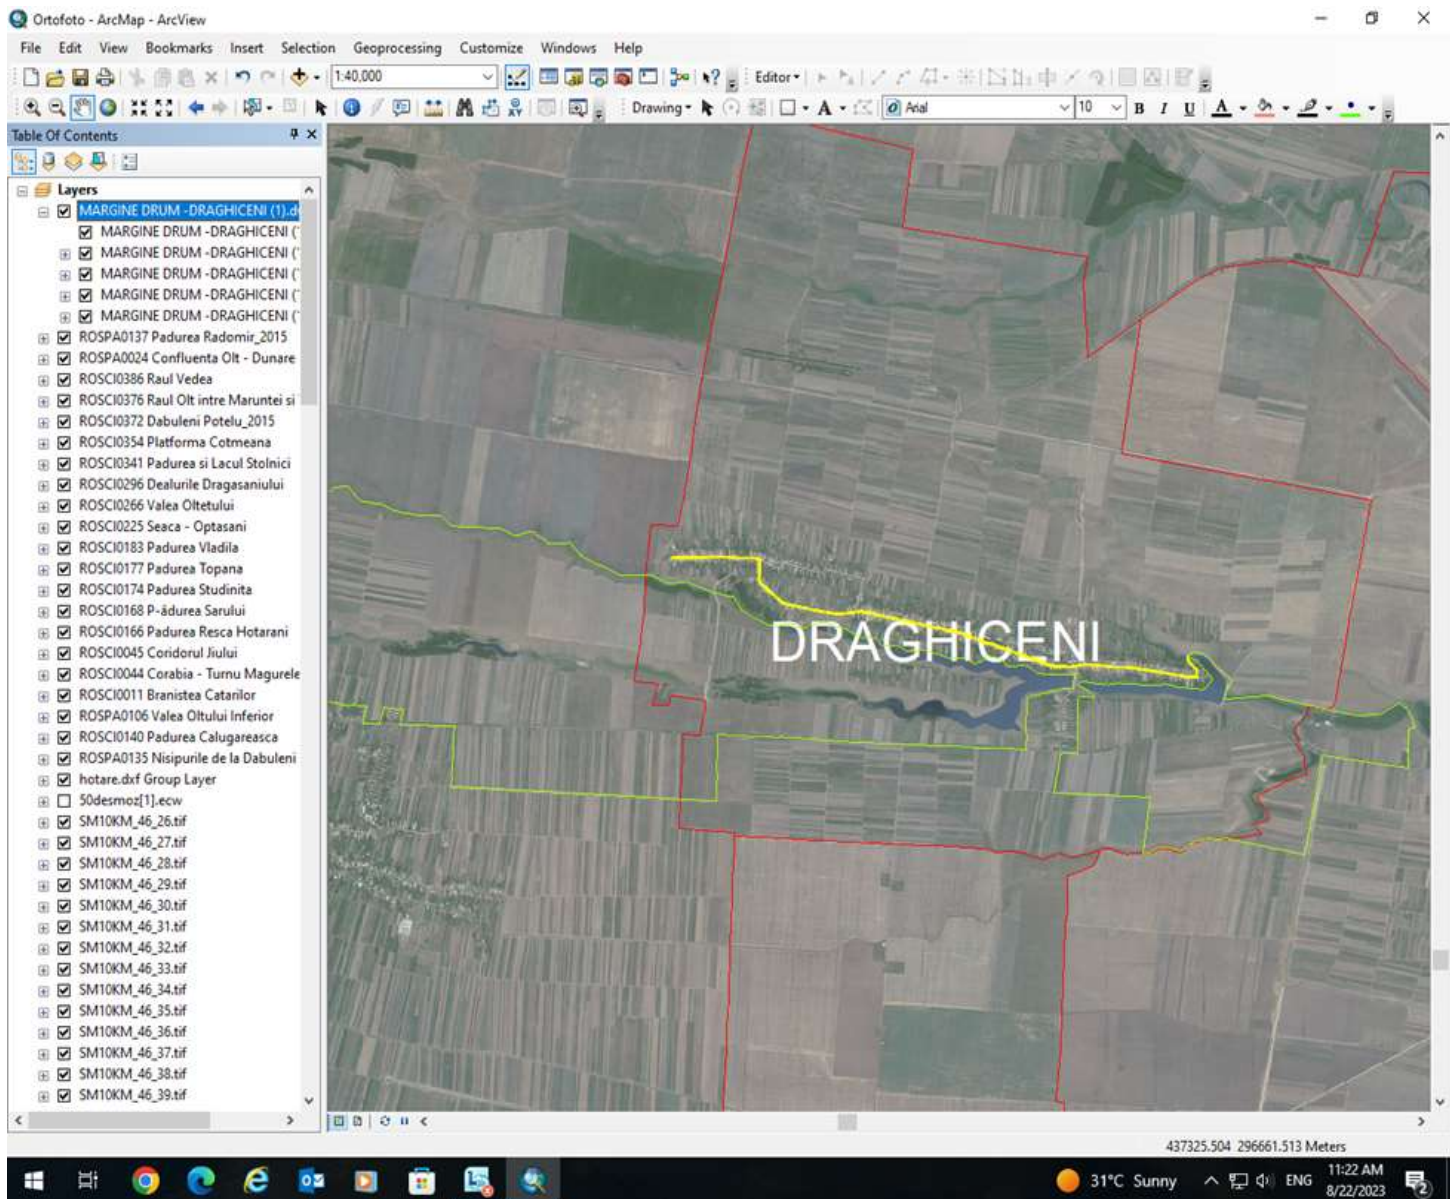 Ortofoto - ArcMap - ArcView
File Edit View Bookmarks Insert Selection Geoprocessing Customize Windows Help
1:40,000
Editor
Drawing
A
Arial
10
B I U A
Table Of Contents
Layers
MARGINE DRUM -DRAGHICENI (1).d
MARGINE DRUM -DRAGHICENI (
MARGINE DRUM -DRAGHICENI (
MARGINE DRUM -DRAGHICENI (
MARGINE DRUM -DRAGHICENI (
MARGINE DRUM -DRAGHICENI (
ROSPA0137 Padurea Radomir_2015
ROSPA0024 Confluenta Olt - Dunare
ROSCI0386 Raul Vedea
ROSCI0376 Raul Olt intre Maruntei si
ROSCI0372 Dabuleni Potelu_2015
ROSCI0354 Platforma Cotmeana
ROSCI0341 Padurea si Lacul Stolnici
ROSCI0296 Dealurile Dragasaniului
ROSCI0266 Valea Oltetului
ROSCI0225 Seaca - Optasani
ROSCI0183 Padurea Vladila
ROSCI0177 Padurea Topana
ROSCI0174 Padurea Studinita
ROSCI0168 P-ădurea Sarului
ROSCI0166 Padurea Resca Hotarani
ROSCI0045 Coridorul Jiului
ROSCI0044 Corabia - Turnu Magurele
ROSCI0011 Branistea Catarilor
ROSPA0106 Valea Oltului Inferior
ROSCI0140 Padurea Calugareasca
ROSPA0135 Nisipurile de la Dabuleni
hotare.dxf Group Layer
50desmoz[1].ecw
SM10KM_46_26.tif
SM10KM_46_27.tif
SM10KM_46_28.tif
SM10KM_46_29.tif
SM10KM_46_30.tif
SM10KM_46_31.tif
SM10KM_46_32.tif
SM10KM_46_33.tif
SM10KM_46_34.tif
SM10KM_46_35.tif
SM10KM_46_36.tif
SM10KM_46_37.tif
SM10KM_46_38.tif
SM10KM_46_39.tif
DRAGHICENI
437325.504 296661.513 Meters
31°C Sunny
ENG
11:22 AM
8/22/2023
2